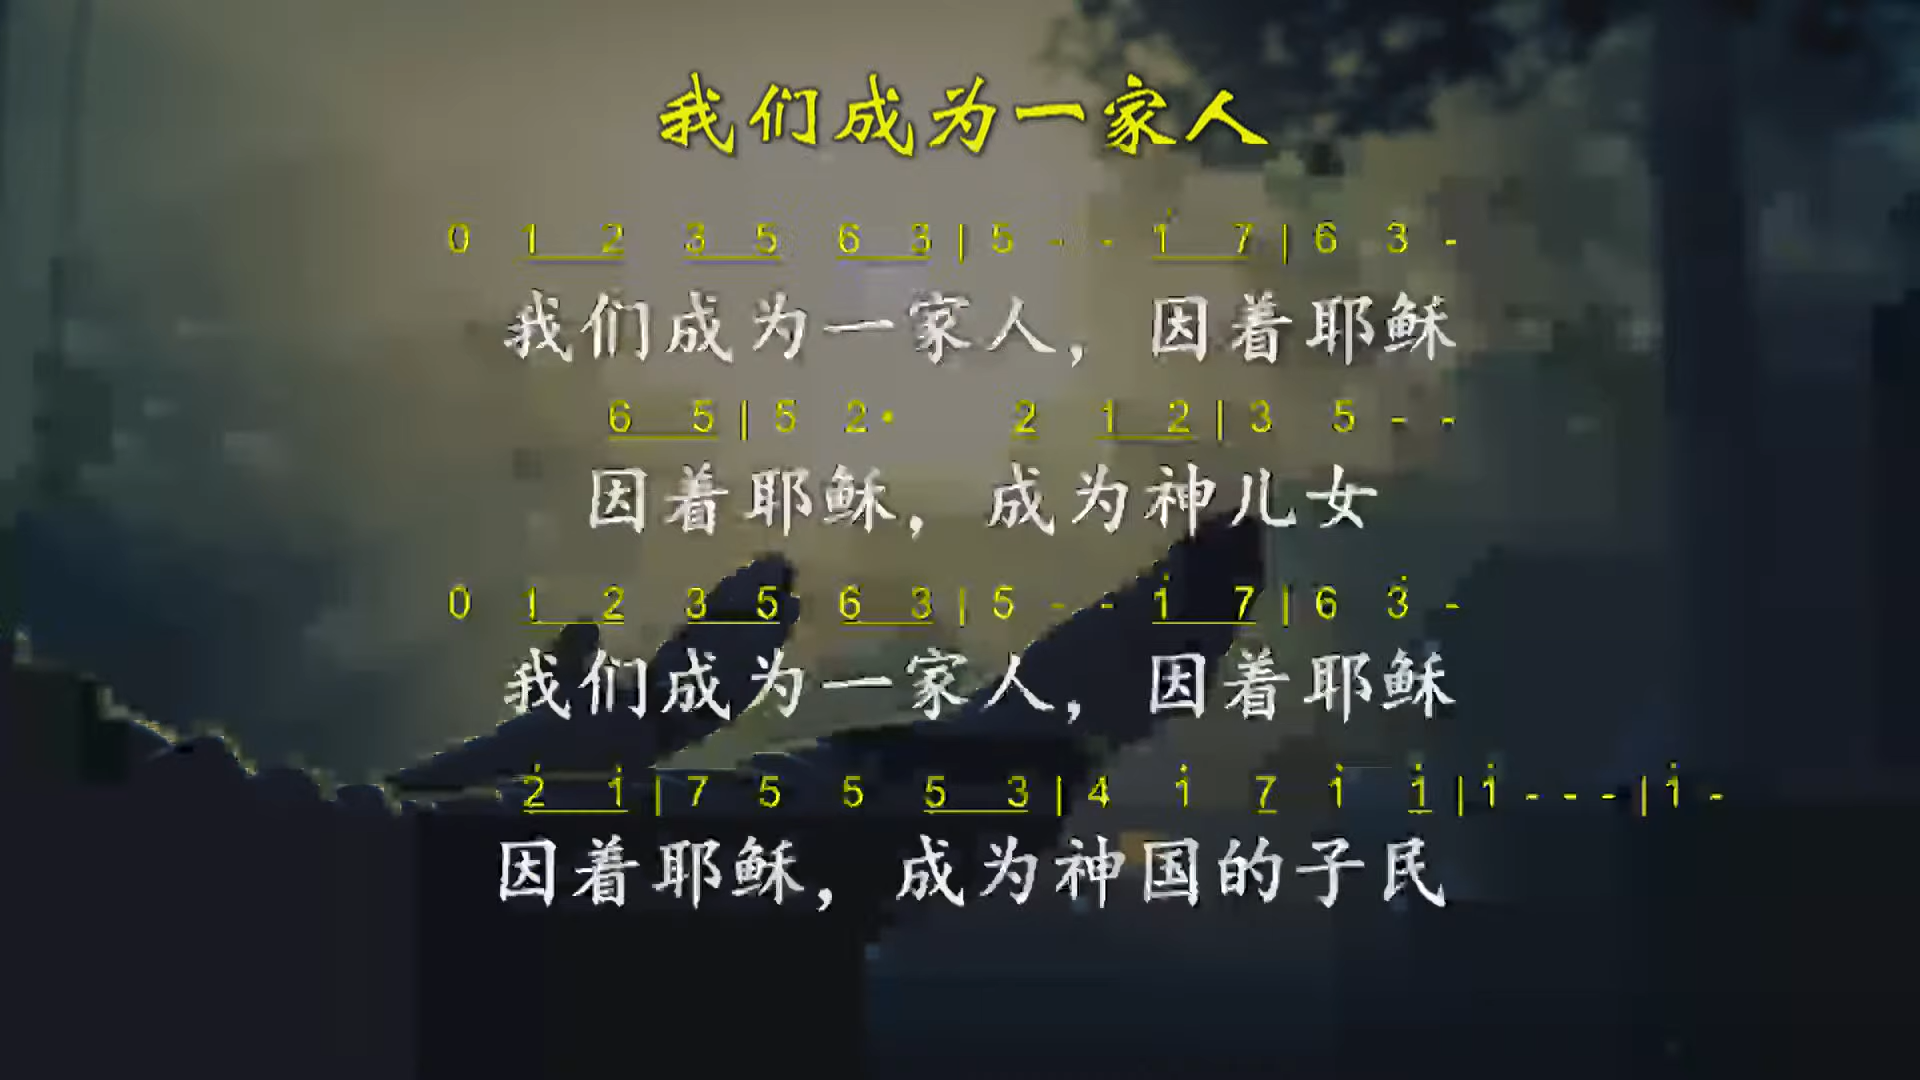 我们成为一家人
0 1 2 3 5 6 3 | 5 - - 1̇ 7 | 6 3 -
我们成为一家人，因着耶稣
6 5 | 5 2· 2 1 2 | 3 5 - -
因着耶稣，成为神儿女
0 1 2 3 5 6 3 | 5 - - 1̇ 7 | 6 3̇ -
我们成为一家人，因着耶稣
2̇ 1̇ | 7 5 5 5 3 | 4 1̇ 7 1̇ 1̇ | 1̇ - - - | 1̇ -
因着耶稣，成为神国的子民